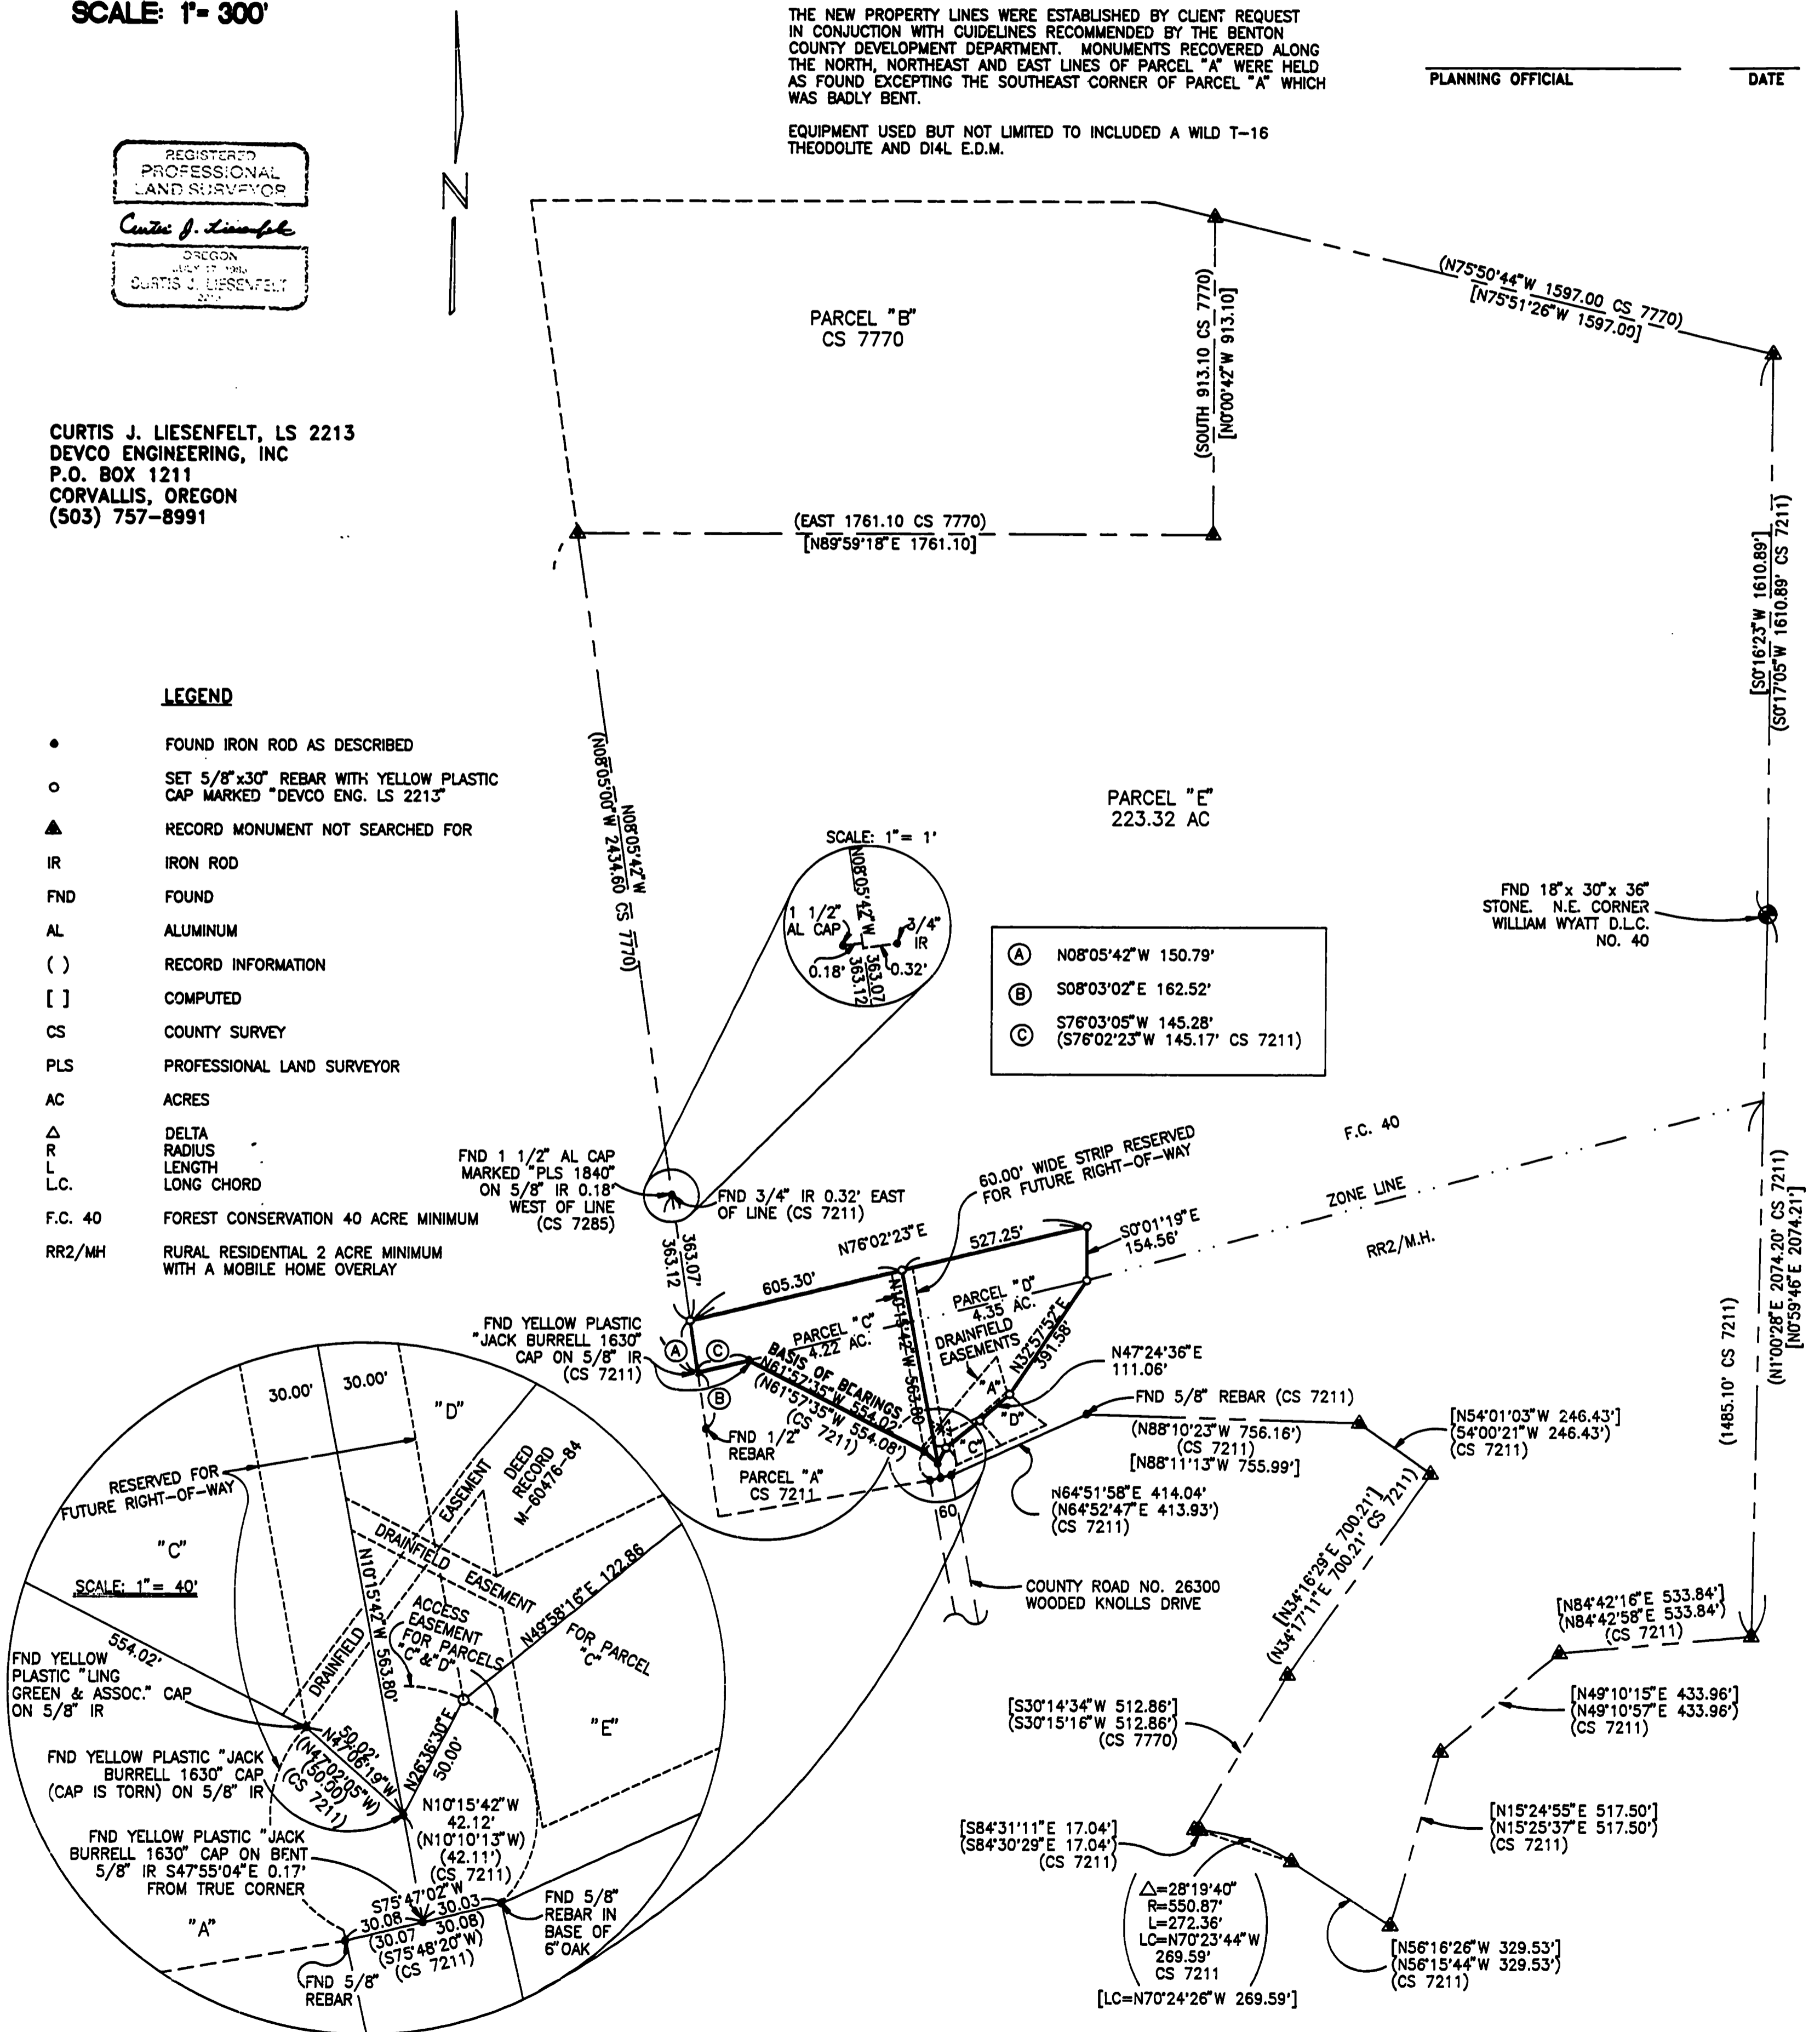 SCALE: 1"= 300'
THE NEW PROPERTY LINES WERE ESTABLISHED BY CLIENT REQUEST
IN CONJUCTION WITH GUIDELINES RECOMMENDED BY THE BENTON
COUNTY DEVELOPMENT DEPARTMENT. MONUMENTS RECOVERED ALONG
THE NORTH, NORTHEAST AND EAST LINES OF PARCEL "A" WERE HELD
AS FOUND EXCEPTING THE SOUTHEAST CORNER OF PARCEL "A" WHICH
WAS BADLY BENT.
EQUIPMENT USED BUT NOT LIMITED TO INCLUDED A WILD T-16
THEODOLITE AND DI4L E.D.M.
PLANNING OFFICIAL
DATE
REGISTERED
PROFESSIONAL
LAND SURVEYOR
Curtis J. Liesenfelt
OREGON
CURTIS J. LIESENFELT
N
CURTIS J. LIESENFELT, LS 2213
DEVCO ENGINEERING, INC
P.O. BOX 1211
CORVALLIS, OREGON
(503) 757-8991
PARCEL "B"
CS 7770
(SOUTH 913.10 CS 7770)
[N0°00'42"W 913.10]
(N75°50'44"W 1597.00 CS 7770)
[N75°51'26"W 1597.00]
(EAST 1761.10 CS 7770)
[N89°59'18"E 1761.10]
[S0°16'23"W 1610.89']
(S0°17'05"W 1610.89' CS 7211)
LEGEND
FOUND IRON ROD AS DESCRIBED
SET 5/8"x30" REBAR WITH YELLOW PLASTIC
CAP MARKED "DEVCO ENG. LS 2213"
RECORD MONUMENT NOT SEARCHED FOR
IR IRON ROD
FND FOUND
AL ALUMINUM
( ) RECORD INFORMATION
[ ] COMPUTED
CS COUNTY SURVEY
PLS PROFESSIONAL LAND SURVEYOR
AC ACRES
△ DELTA
R RADIUS
L LENGTH
L.C. LONG CHORD
F.C. 40 FOREST CONSERVATION 40 ACRE MINIMUM
RR2/MH RURAL RESIDENTIAL 2 ACRE MINIMUM
WITH A MOBILE HOME OVERLAY
N08°05'42"W
(N08°05'00"W 2434.60 CS 7770)
PARCEL "E"
223.32 AC
SCALE: 1"= 1'
N08°05'42"W
1 1/2"
AL CAP
3/4"
IR
0.18'
0.32'
363.07
363.12
A N08°05'42"W 150.79'
B S08°03'02"E 162.52'
C S76°03'05"W 145.28'
(S76°02'23"W 145.17' CS 7211)
FND 18"x 30"x 36"
STONE. N.E. CORNER
WILLIAM WYATT D.L.C.
NO. 40
FND 1 1/2" AL CAP
MARKED "PLS 1840"
ON 5/8" IR 0.18'
WEST OF LINE
(CS 7285)
FND 3/4" IR 0.32' EAST
OF LINE (CS 7211)
363.07'
363.12
60.00' WIDE STRIP RESERVED
FOR FUTURE RIGHT-OF-WAY
F.C. 40
ZONE LINE
RR2/M.H.
N76°02'23"E
527.25'
605.30'
S0°01'19"E
154.56'
(1485.10' CS 7211)
(N1°00'28"E 2074.20' CS 7211)
[N0°59'46"E 2074.21']
FND YELLOW PLASTIC
"JACK BURRELL 1630"
CAP ON 5/8" IR
(CS 7211)
A
C
B
PARCEL "C"
4.22 AC.
PARCEL "D"
4.35 AC.
N10°15'42"W 563.80
DRAINFIELD
EASEMENTS
"A"
"D"
"C"
N32°57'52"E
391.58'
N47°24'36"E
111.06'
BASIS OF BEARINGS
N61°57'35"W 554.02'
(N61°57'35"W 554.08')
(CS 7211)
FND 1/2"
REBAR
PARCEL "A"
CS 7211
60
FND 5/8" REBAR (CS 7211)
(N88°10'23"W 756.16')
(CS 7211)
[N88°11'13"W 755.99']
[N54°01'03"W 246.43']
(54°00'21"W 246.43')
(CS 7211)
N64°51'58"E 414.04'
(N64°52'47"E 413.93')
(CS 7211)
COUNTY ROAD NO. 26300
WOODED KNOLLS DRIVE
[N34°16'29"E 700.21']
(N34°17'11"E 700.21' CS 7211)
[N84°42'16"E 533.84']
(N84°42'58"E 533.84')
(CS 7211)
[N49°10'15"E 433.96']
(N49°10'57"E 433.96')
(CS 7211)
[S30°14'34"W 512.86']
(S30°15'16"W 512.86')
(CS 7770)
[N15°24'55"E 517.50']
(N15°25'37"E 517.50')
(CS 7211)
[S84°31'11"E 17.04']
(S84°30'29"E 17.04')
(CS 7211)
△=28°19'40"
R=550.87'
L=272.36'
LC=N70°23'44"W
269.59'
CS 7211
[LC=N70°24'26"W 269.59']
[N56°16'26"W 329.53']
(N56°15'44"W 329.53')
(CS 7211)
30.00'
30.00'
"D"
RESERVED FOR
FUTURE RIGHT-OF-WAY
EASEMENT
DEED
RECORD
M-60476-84
"C"
SCALE: 1"= 40'
DRAINFIELD
EASEMENT
N10°15'42"W 563.80'
ACCESS
EASEMENT
FOR PARCELS
"C"&"D"
N49°58'16"E 122.86
FOR PARCEL
"C"
554.02'
DRAINFIELD
FND YELLOW
PLASTIC "LING
GREEN & ASSOC." CAP
ON 5/8" IR
50.02'
N47°06'19"W
(N47°02'05"W)
(50.00)
(CS 7211)
N26°36'30"E
50.00'
"E"
FND YELLOW PLASTIC "JACK
BURRELL 1630" CAP
(CAP IS TORN) ON 5/8" IR
N10°15'42"W
42.12'
(N10°10'13"W)
(42.11')
(CS 7211)
FND YELLOW PLASTIC "JACK
BURRELL 1630" CAP ON BENT
5/8" IR S47°55'04"E 0.17'
FROM TRUE CORNER
S75°47'02"W
30.08 30.03
(30.07 30.08)
(S75°48'20"W)
(CS 7211)
"A"
FND 5/8"
REBAR IN
BASE OF
6"OAK
FND 5/8"
REBAR